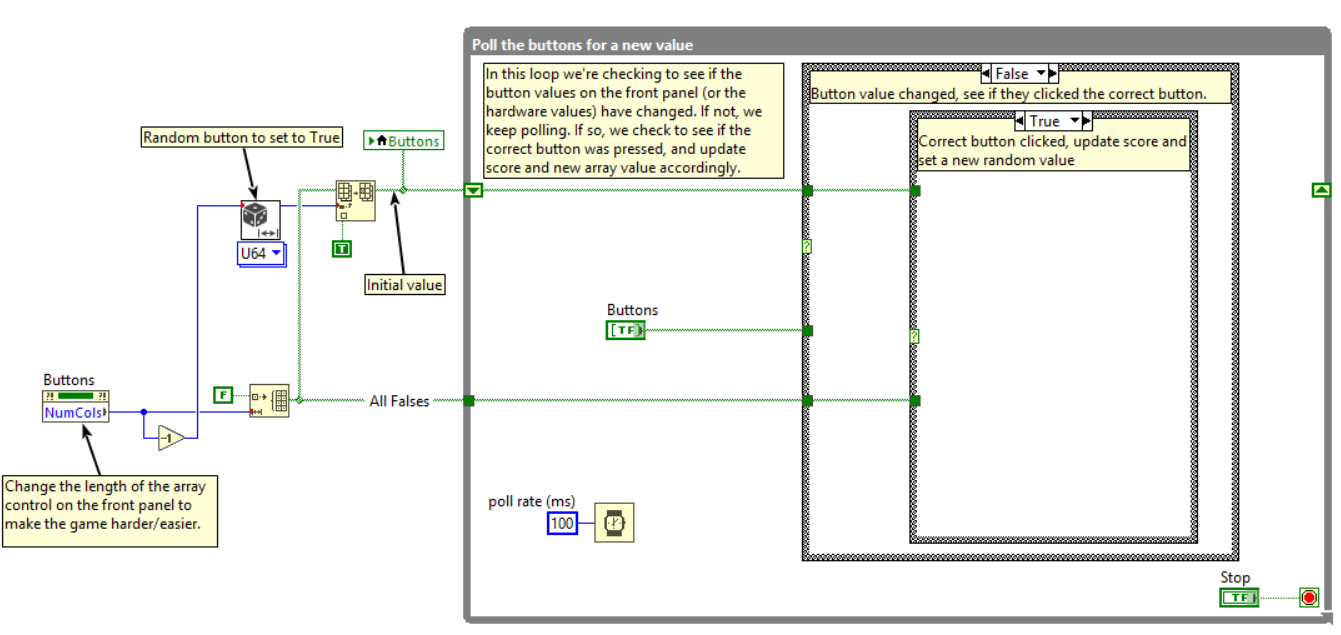 Poll the buttons for a new value
In this loop we're checking to see if the
button values on the front panel (or the
hardware values) have changed. If not, we
keep polling. If so, we check to see if the
correct button was pressed, and update
score and new array value accordingly.
False
Button value changed, see if they clicked the correct button.
True
Correct button clicked, update score and
set a new random value
Random button to set to True
Buttons
U64
T
Initial value
?
Buttons
TF
?
Buttons
?! ?!
NumCols
F
All Falses
-1
Change the length of the array
control on the front panel to
make the game harder/easier.
poll rate (ms)
100
Stop
TF